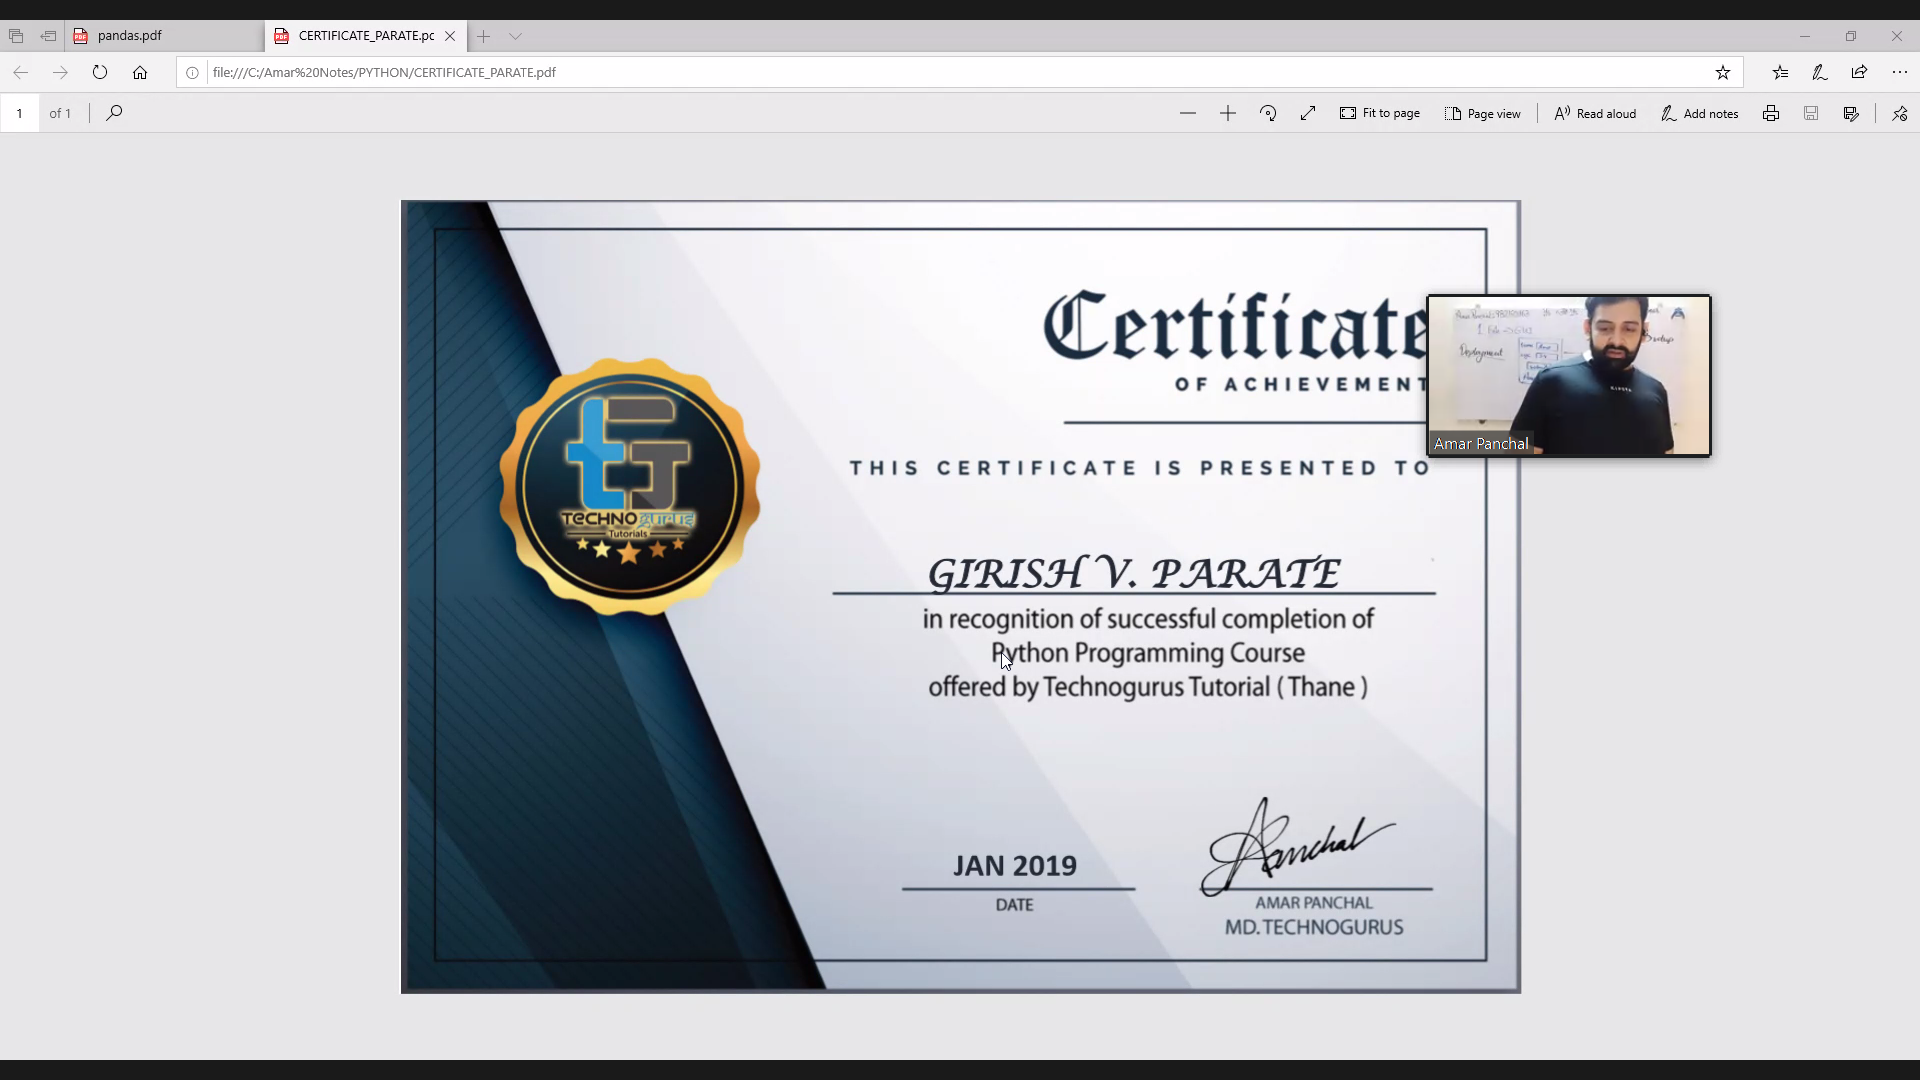 pandas.pdf
CERTIFICATE_PARATE.pc
file:///C:/Amar%20Notes/PYTHON/CERTIFICATE_PARATE.pdf
1 of 1
Fit to page
Page view
Read aloud
Add notes
Certificate
OF ACHIEVEMENT
THIS CERTIFICATE IS PRESENTED TO
Deployment
Amar Panchal
TECHNO gurus
Tutorials
GIRISH V. PARATE
in recognition of successful completion of
Python Programming Course
offered by Technogurus Tutorial ( Thane )
JAN 2019
DATE
AMAR PANCHAL
MD. TECHNOGURUS